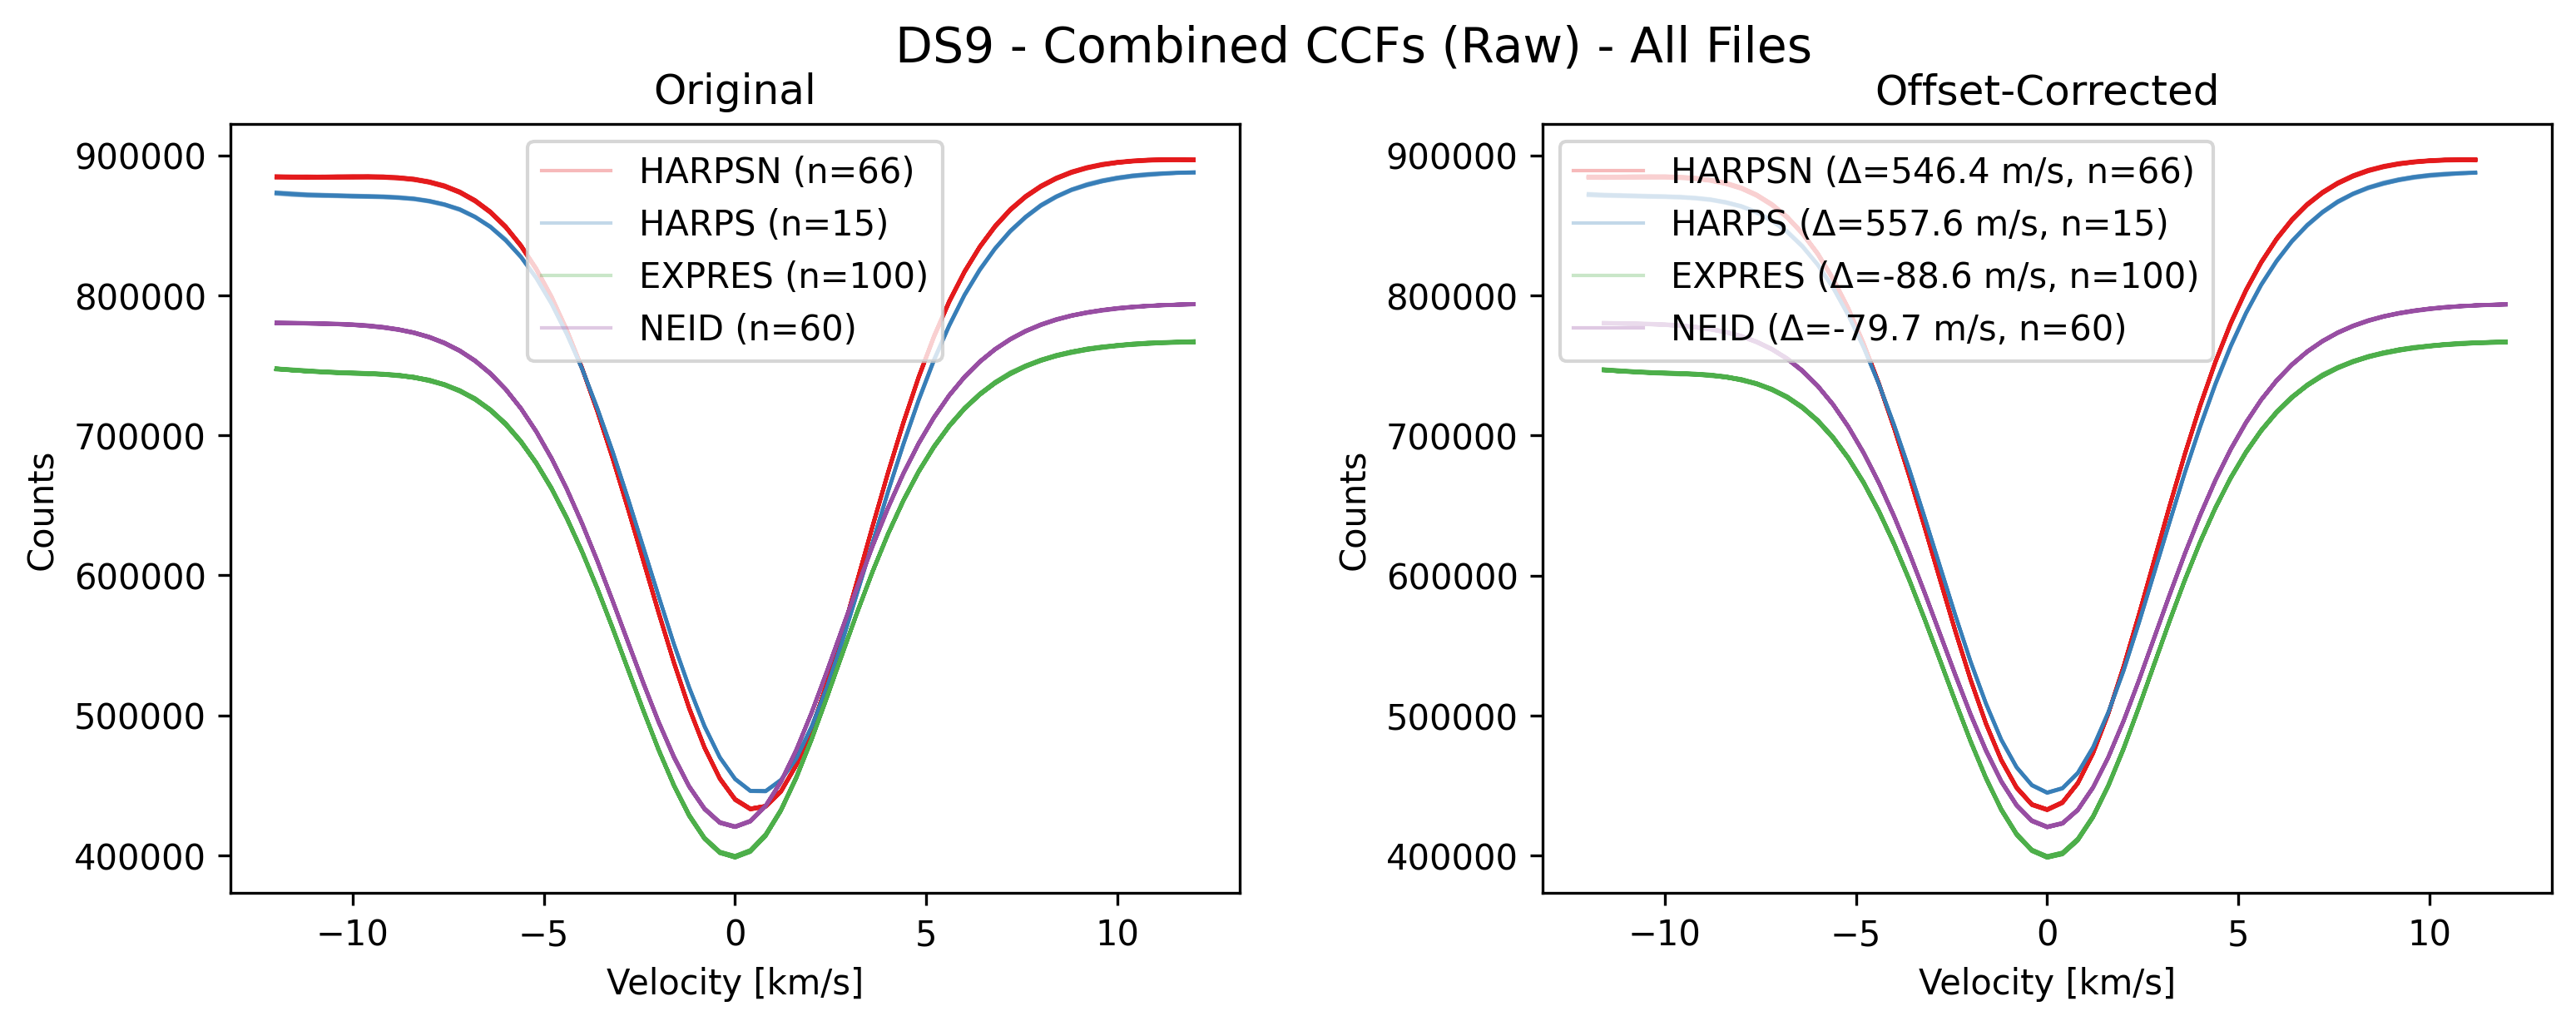 DS9 - Combined CCFs (Raw) - All Files
Original
900000
800000
700000
600000
500000
400000
Counts
HARPSN (n=66)
HARPS (n=15)
EXPRES (n=100)
NEID (n=60)
−10
−5
0
5
10
Velocity [km/s]
Offset-Corrected
900000
800000
700000
600000
500000
400000
Counts
HARPSN (Δ=546.4 m/s, n=66)
HARPS (Δ=557.6 m/s, n=15)
EXPRES (Δ=-88.6 m/s, n=100)
NEID (Δ=-79.7 m/s, n=60)
−10
−5
0
5
10
Velocity [km/s]